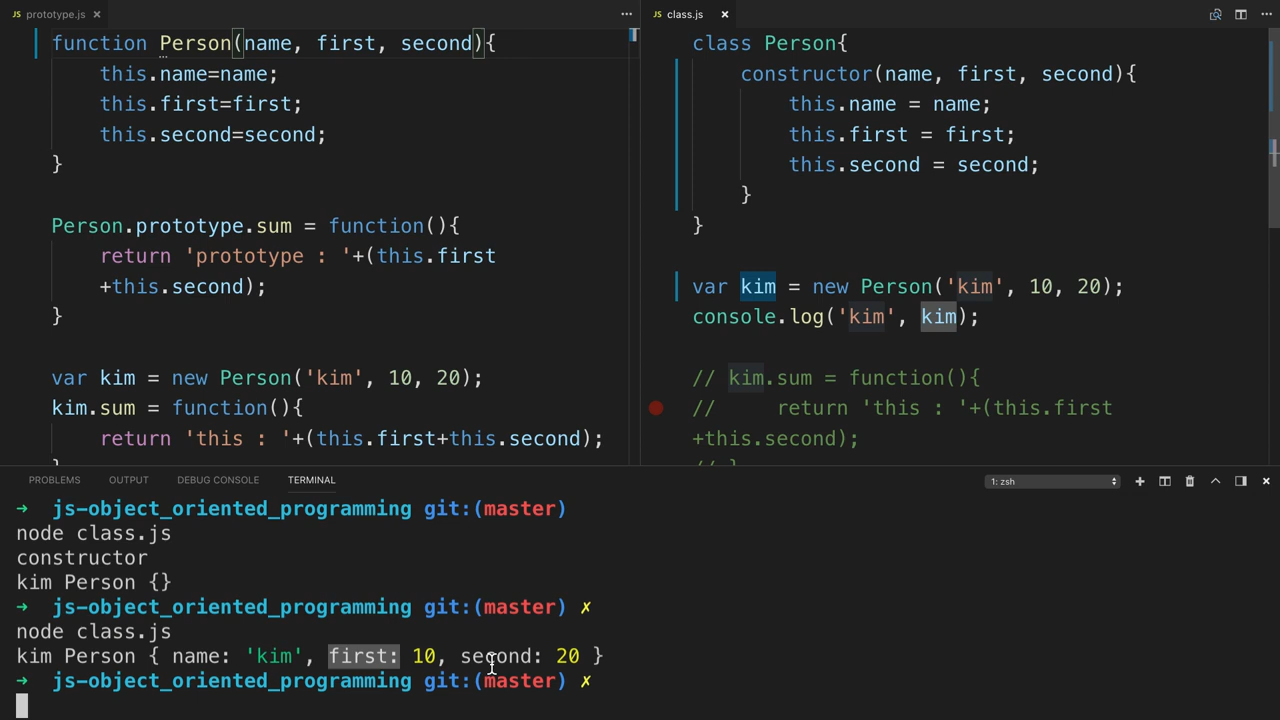 JS prototype.js × ···
function Person(name, first, second){
this.name=name;
this.first=first;
this.second=second;
}
Person.prototype.sum = function(){
return 'prototype : '+(this.first
+this.second);
}
var kim = new Person('kim', 10, 20);
kim.sum = function(){
return 'this : '+(this.first+this.second);
}
JS class.js × ···
class Person{
constructor(name, first, second){
this.name = name;
this.first = first;
this.second = second;
}
}
var kim = new Person('kim', 10, 20);
console.log('kim', kim);
// kim.sum = function(){
// return 'this : '+(this.first
+this.second);
// }
PROBLEMS OUTPUT DEBUG CONSOLE TERMINAL 1: zsh
➜ js-object_oriented_programming git:(master)
node class.js
constructor
kim Person {}
➜ js-object_oriented_programming git:(master) ✗
node class.js
kim Person { name: 'kim', first: 10, second: 20 }
➜ js-object_oriented_programming git:(master) ✗